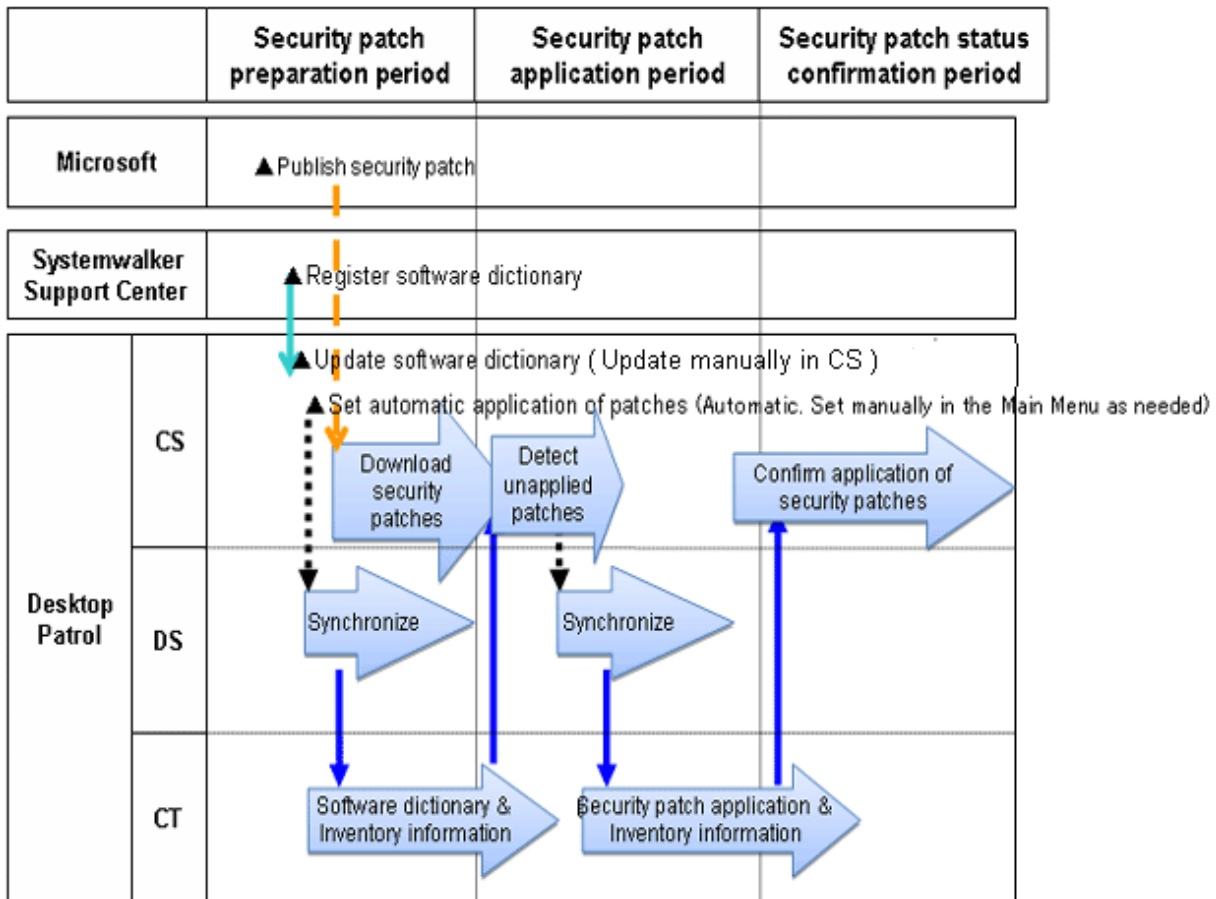 Security patch
preparation period
Security patch
application period
Security patch status
confirmation period
Microsoft
▲Publish security patch
Systemwalker
Support Center
▲Register software dictionary
▲Update software dictionary ( Update manually in CS )
▲Set automatic application of patches (Automatic. Set manually in the Main Menu as needed)
CS
Download
security
patches
Detect
unapplied
patches
Confirm application of
security patches
Desktop
Patrol
DS
Synchronize
Synchronize
CT
Software dictionary &
Inventory information
Security patch application &
Inventory information